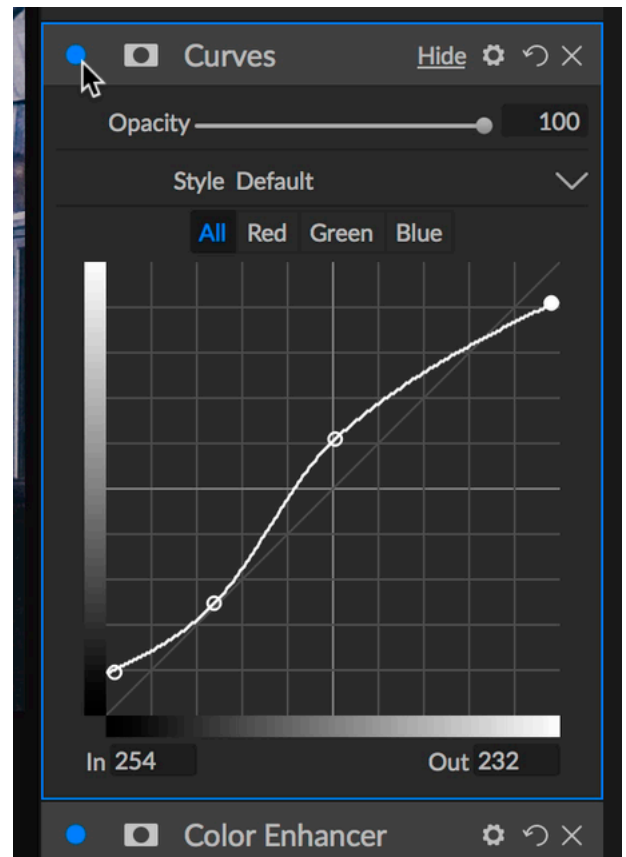 Curves Hide
Opacity 100
Style Default
All Red Green Blue
In 254 Out 232
Color Enhancer